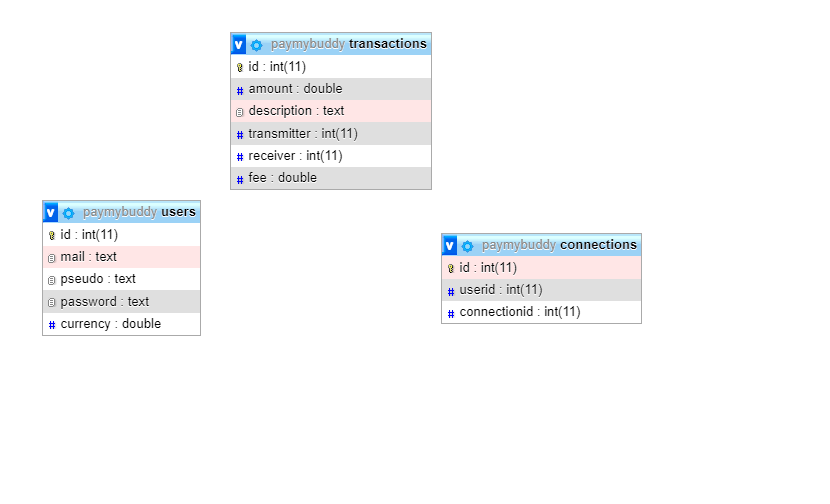 v paymybuddy transactions
id : int(11)
# amount : double
description : text
# transmitter : int(11)
# receiver : int(11)
# fee : double
v paymybuddy users
id : int(11)
mail : text
pseudo : text
password : text
# currency : double
v paymybuddy connections
id : int(11)
# userid : int(11)
# connectionid : int(11)